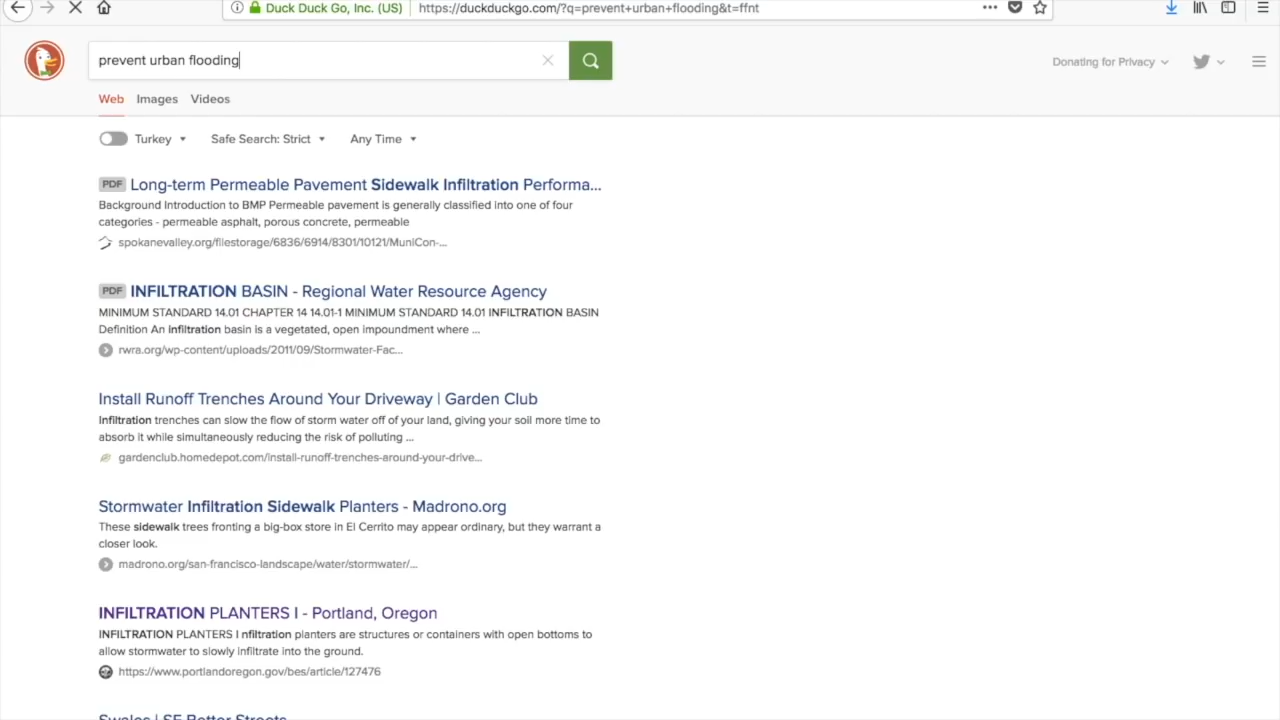 Duck Duck Go, Inc. (US) https://duckduckgo.com/?q=prevent+urban+flooding&t=ffnt
prevent urban flooding
Donating for Privacy
Web Images Videos
Turkey Safe Search: Strict Any Time
PDF Long-term Permeable Pavement Sidewalk Infiltration Performa...
Background Introduction to BMP Permeable pavement is generally classified into one of four
categories - permeable asphalt, porous concrete, permeable
spokanevalley.org/filestorage/6836/6914/8301/10121/MuniCon-...
PDF INFILTRATION BASIN - Regional Water Resource Agency
MINIMUM STANDARD 14.01 CHAPTER 14 14.01-1 MINIMUM STANDARD 14.01 INFILTRATION BASIN
Definition An infiltration basin is a vegetated, open impoundment where ...
rwra.org/wp-content/uploads/2011/09/Stormwater-Fac...
Install Runoff Trenches Around Your Driveway | Garden Club
Infiltration trenches can slow the flow of storm water off of your land, giving your soil more time to
absorb it while simultaneously reducing the risk of polluting ...
gardenclub.homedepot.com/install-runoff-trenches-around-your-drive...
Stormwater Infiltration Sidewalk Planters - Madrono.org
These sidewalk trees fronting a big-box store in El Cerrito may appear ordinary, but they warrant a
closer look.
madrono.org/san-francisco-landscape/water/stormwater/...
INFILTRATION PLANTERS I - Portland, Oregon
INFILTRATION PLANTERS I nfiltration planters are structures or containers with open bottoms to
allow stormwater to slowly infiltrate into the ground.
https://www.portlandoregon.gov/bes/article/127476
Swales | SF Better Streets